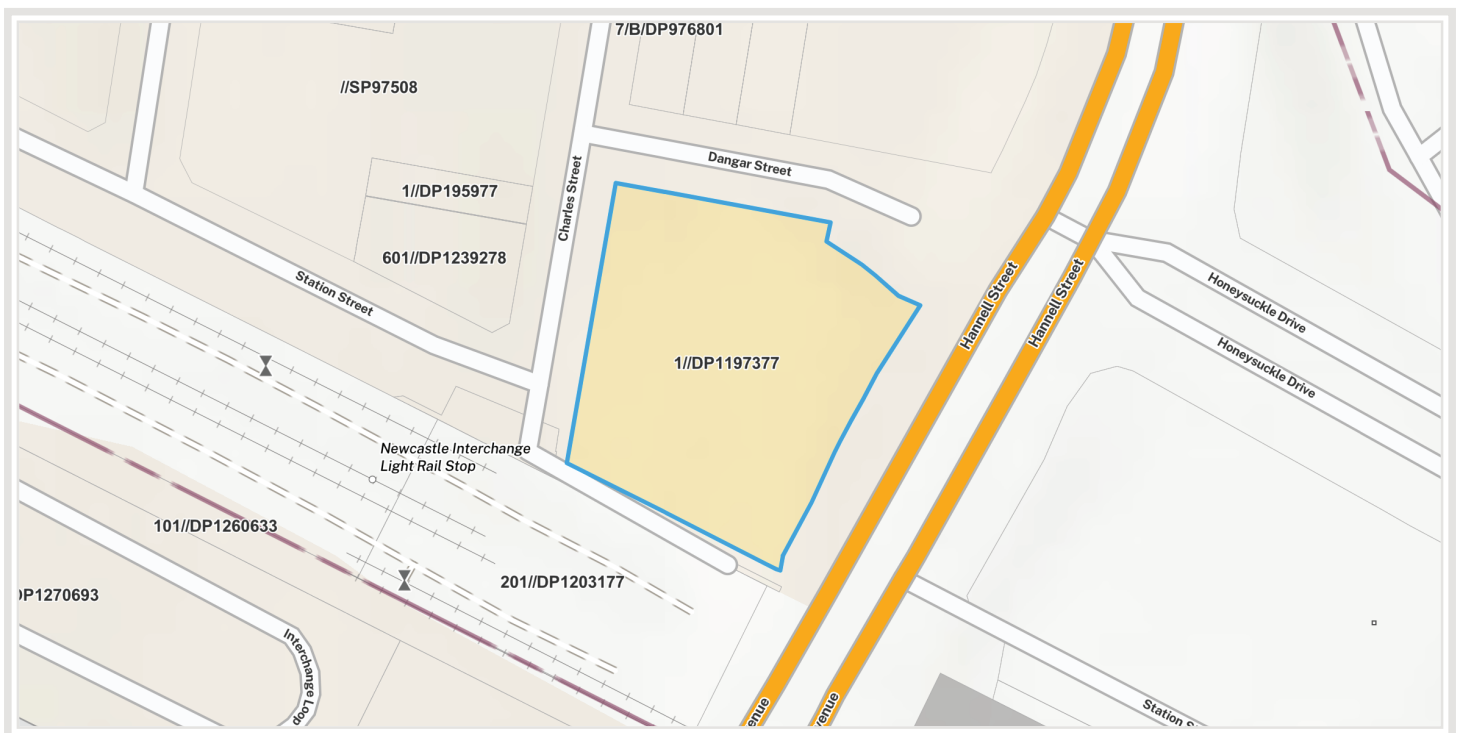 7/B/DP976801
//SP97508
Dangar Street
1//DP195977
Charles Street
601//DP1239278
Station Street
Hannell Street
Hannell Street
Honeysuckle Drive
Honeysuckle Drive
1//DP1197377
Newcastle Interchange
Light Rail Stop
101//DP1260633
201//DP1203177
DP1270693
Interchange Loop
enue
venue
Station S